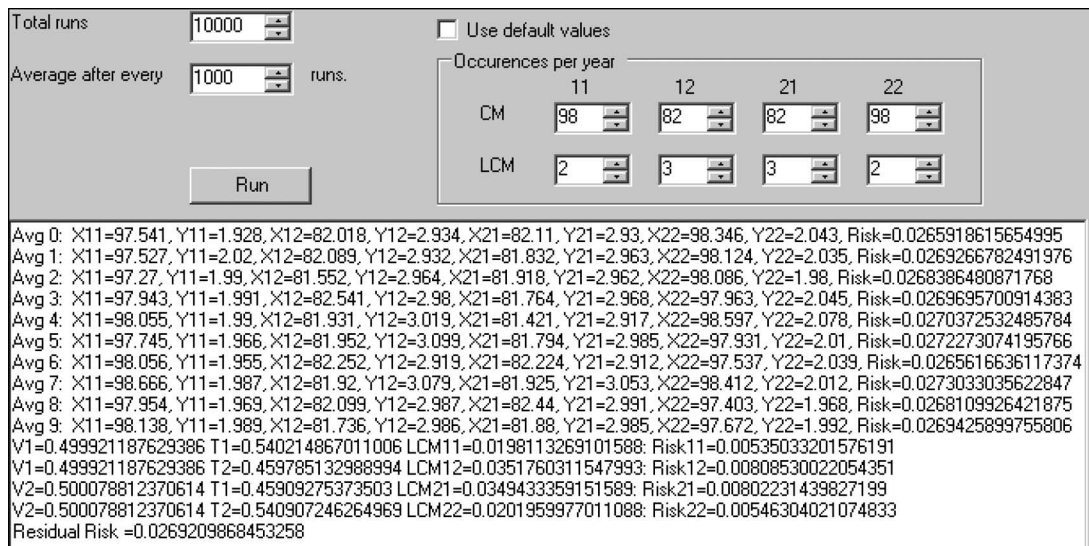 Total runs 10000
Use default values
Average after every 1000 runs.
Occurences per year
11 12 21 22
CM 98 82 82 98
LCM 2 3 3 2
Run
Avg 0: X11=97.541, Y11=1.928, X12=82.018, Y12=2.934, X21=82.11, Y21=2.93, X22=98.346, Y22=2.043, Risk=0.0265918615654995
Avg 1: X11=97.527, Y11=2.02, X12=82.089, Y12=2.932, X21=81.832, Y21=2.963, X22=98.124, Y22=2.035, Risk=0.0269266782491976
Avg 2: X11=97.27, Y11=1.99, X12=81.552, Y12=2.964, X21=81.918, Y21=2.962, X22=98.086, Y22=1.98, Risk=0.02683864808717​68
Avg 3: X11=97.943, Y11=1.991, X12=82.541, Y12=2.98, X21=81.764, Y21=2.968, X22=97.963, Y22=2.045, Risk=0.0269695700914383
Avg 4: X11=98.055, Y11=1.99, X12=81.931, Y12=3.019, X21=81.421, Y21=2.917, X22=98.597, Y22=2.078, Risk=0.0270372532485784
Avg 5: X11=97.745, Y11=1.966, X12=81.952, Y12=3.099, X21=81.794, Y21=2.985, X22=97.931, Y22=2.01, Risk=0.0272273074195766
Avg 6: X11=98.056, Y11=1.955, X12=82.252, Y12=2.919, X21=82.224, Y21=2.912, X22=97.537, Y22=2.039, Risk=0.0265616636117374
Avg 7: X11=98.666, Y11=1.987, X12=81.92, Y12=3.079, X21=81.925, Y21=3.053, X22=98.412, Y22=2.012, Risk=0.0273033035622847
Avg 8: X11=97.954, Y11=1.969, X12=82.099, Y12=2.987, X21=82.44, Y21=2.991, X22=97.403, Y22=1.968, Risk=0.0268109926421875
Avg 9: X11=98.138, Y11=1.989, X12=81.736, Y12=2.986, X21=81.88, Y21=2.985, X22=97.672, Y22=1.992, Risk=0.0269425899755806
V1=0.499921187629386 T1=0.540214867011006 LCM11=0.0198113269101588: Risk11=0.00535033201576191
V1=0.499921187629386 T2=0.459785132988994 LCM12=0.0351760311547993: Risk12=0.00808530022054351
V2=0.500078812370614 T1=0.45909275373503 LCM21=0.0349433359151589: Risk21=0.00802231439827199
V2=0.500078812370614 T2=0.540907246264969 LCM22=0.0201959977011088: Risk22=0.00546304021074833
Residual Risk =0.0269209868453258